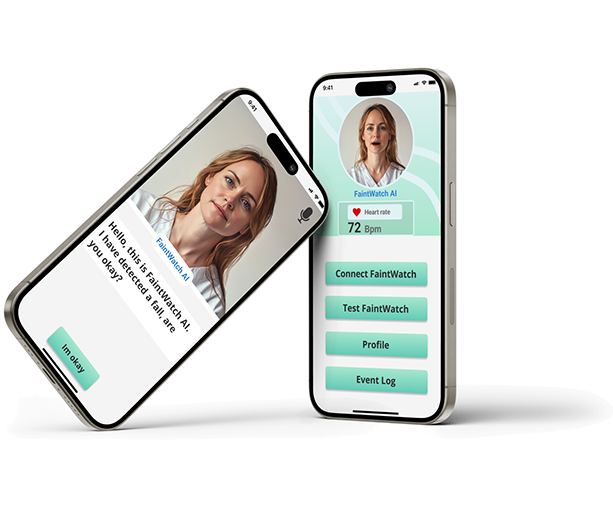 9:41
FaintWatch AI
Hello, this is FaintWatch AI.
I have detected a fall, are
you okay?
Im okay
9:41
FaintWatch AI
Heart rate
72 Bpm
Connect FaintWatch
Test FaintWatch
Profile
Event Log